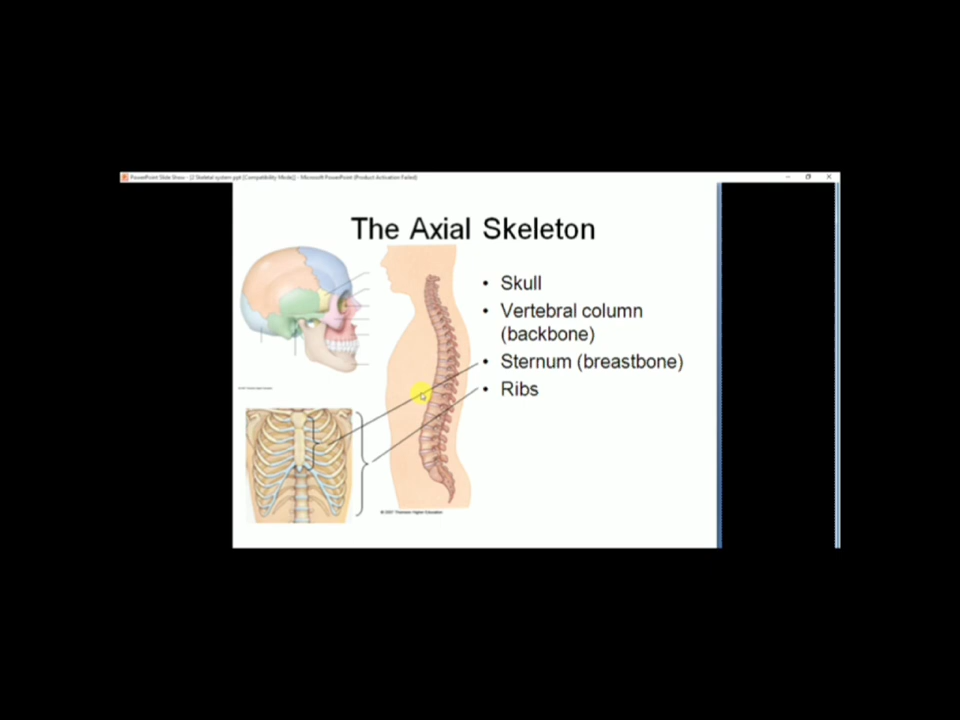 PowerPoint Slide Show - [2 Skeletal system.ppt [Compatibility Mode]] - Microsoft PowerPoint (Product Activation Failed)
The Axial Skeleton
• Skull
• Vertebral column
(backbone)
• Sternum (breastbone)
• Ribs
© 2007 Thomson Higher Education